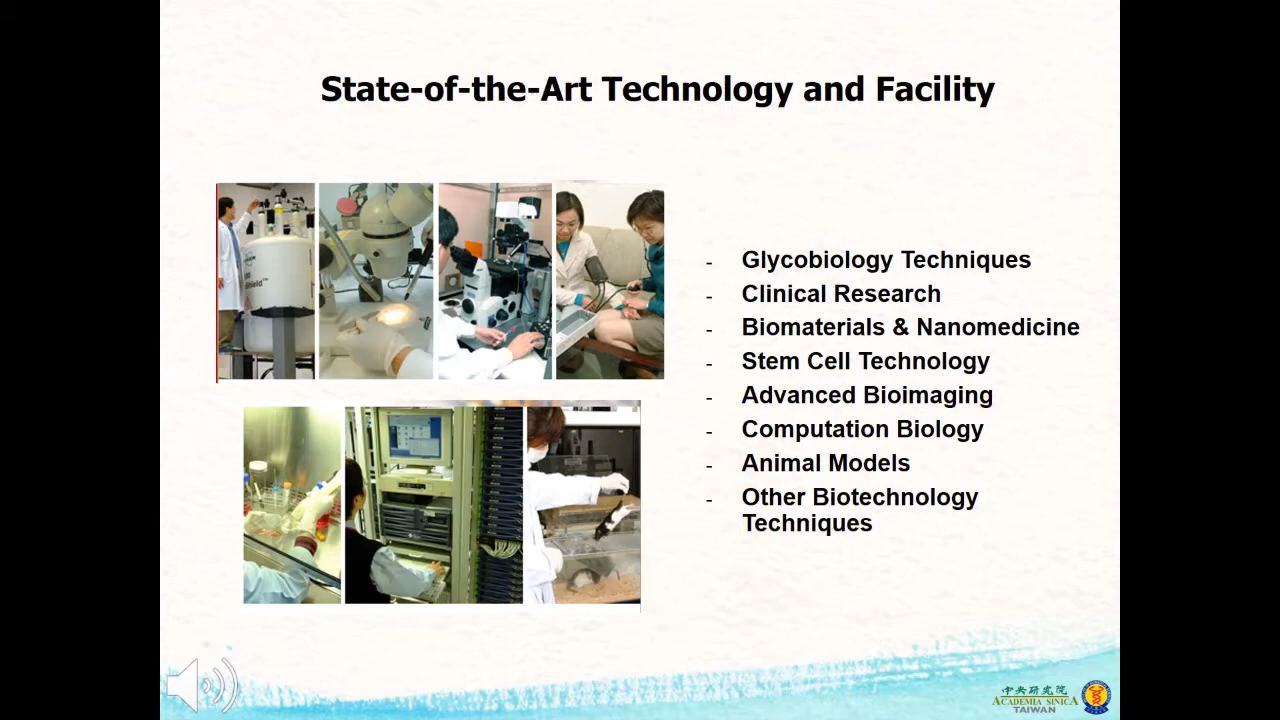 State-of-the-Art Technology and Facility
- Glycobiology Techniques
- Clinical Research
- Biomaterials & Nanomedicine
- Stem Cell Technology
- Advanced Bioimaging
- Computation Biology
- Animal Models
- Other Biotechnology
Techniques
中央研究院
ACADEMIA SINICA
TAIWAN